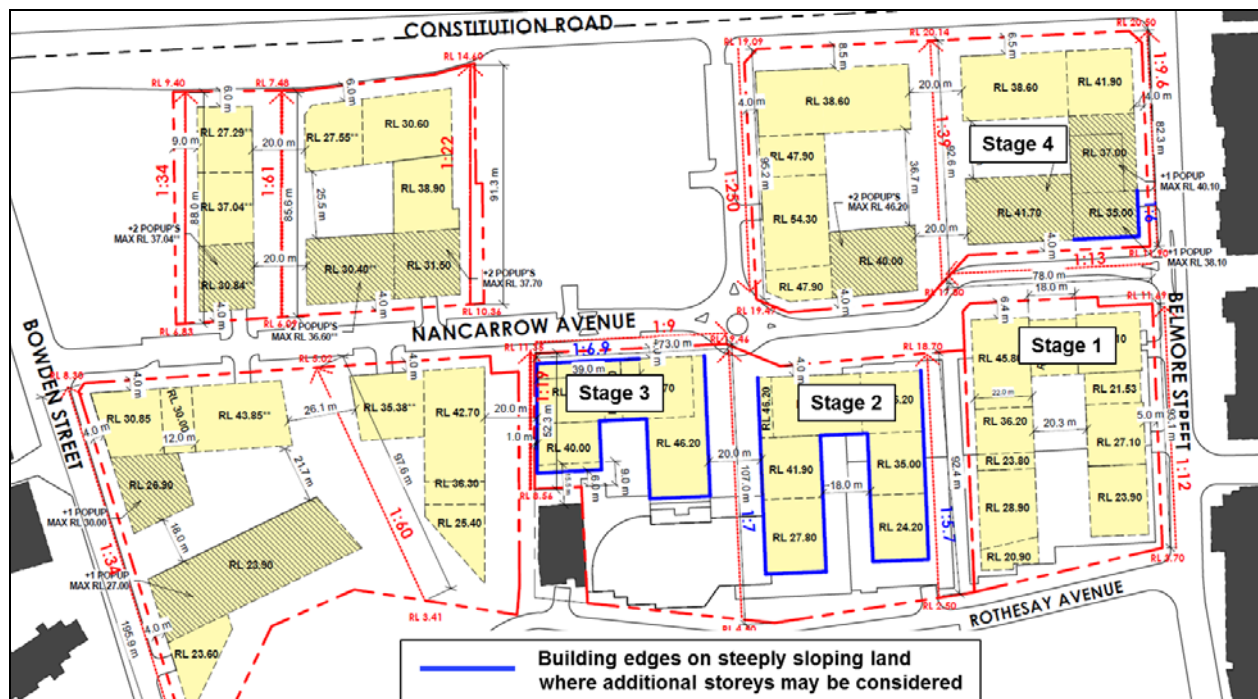 CONSTITUTION ROAD
RL 9.40
RL 7.48
RL 14.60
RL 19.09
RL 20.14
RL 20.50
6.0 m
6.0 m
8.5 m
6.5 m
RL 27.29**
RL 27.55**
RL 30.60
RL 38.60
RL 38.60
RL 41.90
1:9.6
9.0 m
20.0 m
4.0 m
20.0 m
4.0 m
1:34
1:61
1:22
1:39
88.0 m
85.6 m
25.5 m
91.3 m
95.2 m
36.7 m
92.6 m
82.3 m
Stage 4
RL 37.04**
RL 38.90
RL 47.90
RL 37.00
+1 POPUP
MAX RL 40.10
1:250
+2 POPUP'S
MAX RL 37.04**
+2 POPUP'S
MAX RL 46.20
RL 54.30
RL 41.70
RL 35.00
1:6
20.0 m
RL 30.40**
RL 31.50
RL 40.00
20.0 m
4.0 m
RL 30.84**
+2 POPUP'S
MAX RL 37.70
RL 47.90
+1 POPUP
MAX RL 38.10
4.0 m
4.0 m
4.0 m
1:13
78.0 m
18.0 m
RL 6.83
RL 10.36
RL 19.47
RL 17.80
RL 11.49
+2 POPUP'S
MAX RL 36.60**
NANCARROW AVENUE
1:9
73.0 m
6.4 m
BELMORE STREET
BOWDEN STREET
RL 8.38
RL 5.02
1:6.9
39.0 m
RL 18.70
Stage 1
4.0 m
4.0 m
4.0 m
1:19
RL 45.80
RL 21.53
RL 30.85
RL 30.00
RL 43.85**
RL 35.38**
RL 42.70
Stage 3
Stage 2
RL 46.20
22.0 m
4.0 m
12.0 m
26.1 m
20.0 m
1.0 m
52.3 m
RL 40.00
RL 46.20
RL 36.20
20.3 m
5.0 m
93.1 m
21.7 m
20.0 m
RL 41.90
RL 35.00
RL 23.80
RL 27.10
1:12
RL 26.90
97.6 m
RL 36.30
6.0 m
9.0 m
107.0 m
18.0 m
92.4 m
RL 28.90
RL 23.90
+1 POPUP
MAX RL 30.00
18.0 m
1:60
RL 25.40
RL 8.56
1:7
RL 27.80
RL 24.20
1:5.7
RL 20.90
RL 3.70
1:34
RL 23.90
+1 POPUP
MAX RL 27.00
RL 3.41
RL 2.50
ROTHESAY AVENUE
4.0 m
195.9 m
RL 23.60
Building edges on steeply sloping land
where additional storeys may be considered